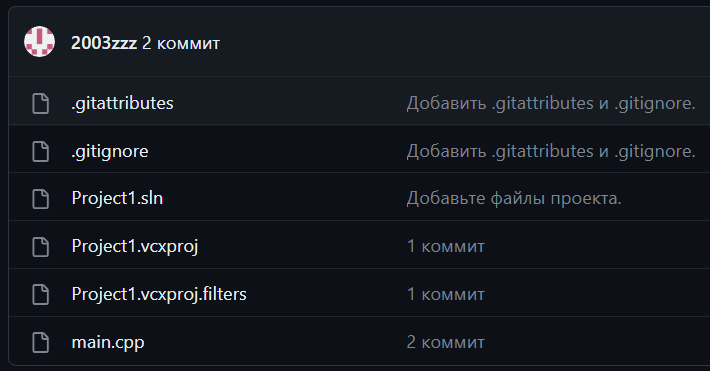 2003zzz 2 коммит
.gitattributes Добавить .gitattributes и .gitignore.
.gitignore Добавить .gitattributes и .gitignore.
Project1.sln Добавьте файлы проекта.
Project1.vcxproj 1 коммит
Project1.vcxproj.filters 1 коммит
main.cpp 2 коммит